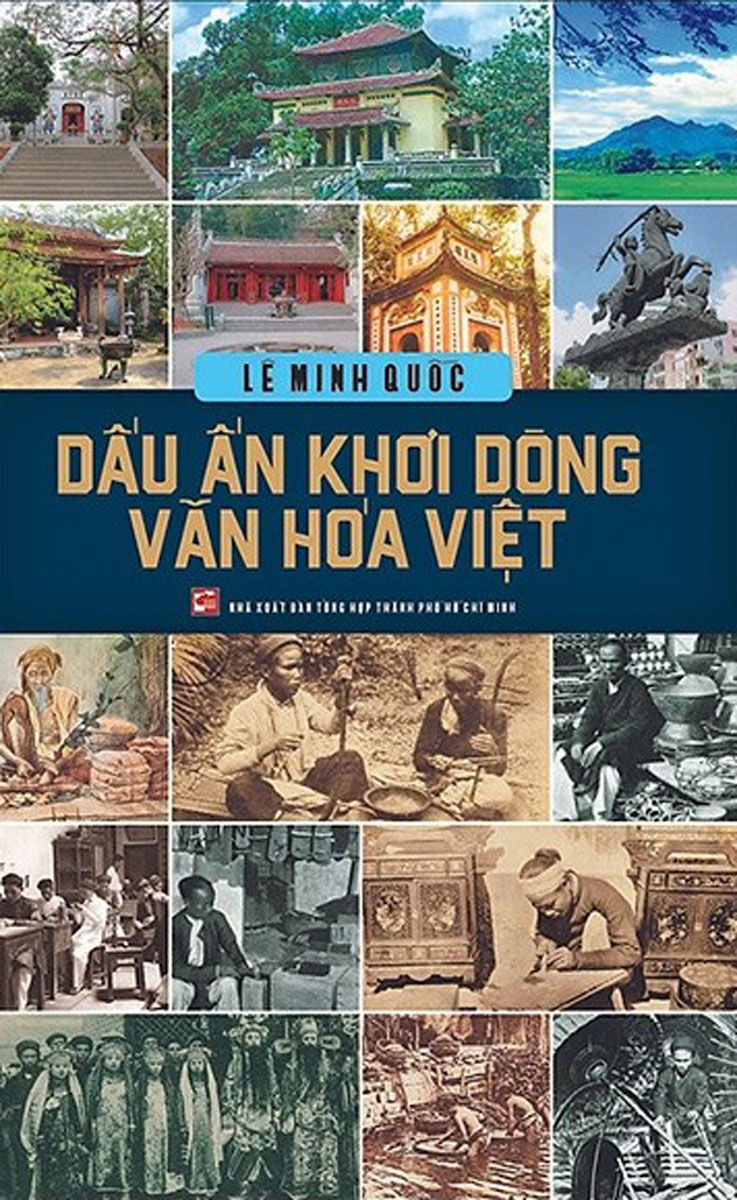 LÊ MINH QUỐC
DẤU ẤN KHƠI DÒNG
VĂN HÓA VIỆT
NHÀ XUẤT BẢN TỔNG HỢP THÀNH PHỐ HỒ CHÍ MINH